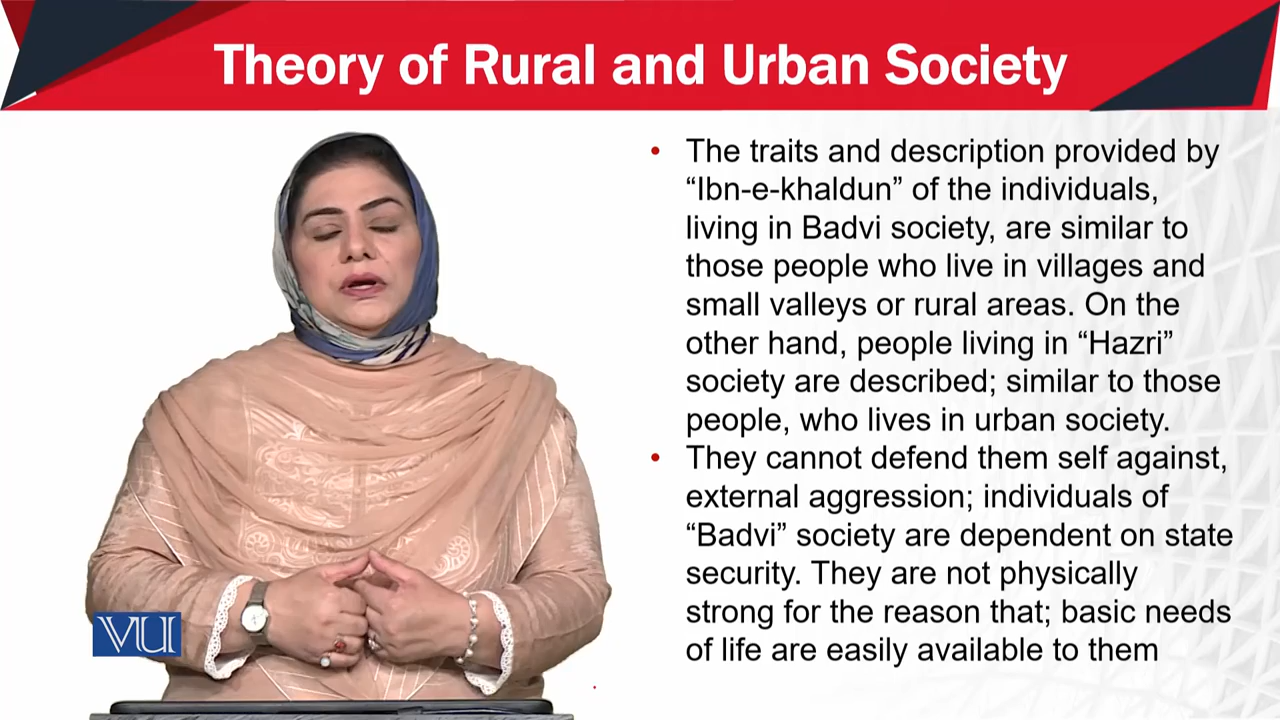 Theory of Rural and Urban Society
• The traits and description provided by
“Ibn-e-khaldun” of the individuals,
living in Badvi society, are similar to
those people who live in villages and
small valleys or rural areas. On the
other hand, people living in “Hazri”
society are described; similar to those
people, who lives in urban society.
• They cannot defend them self against,
external aggression; individuals of
“Badvi” society are dependent on state
security. They are not physically
strong for the reason that; basic needs
of life are easily available to them
VU